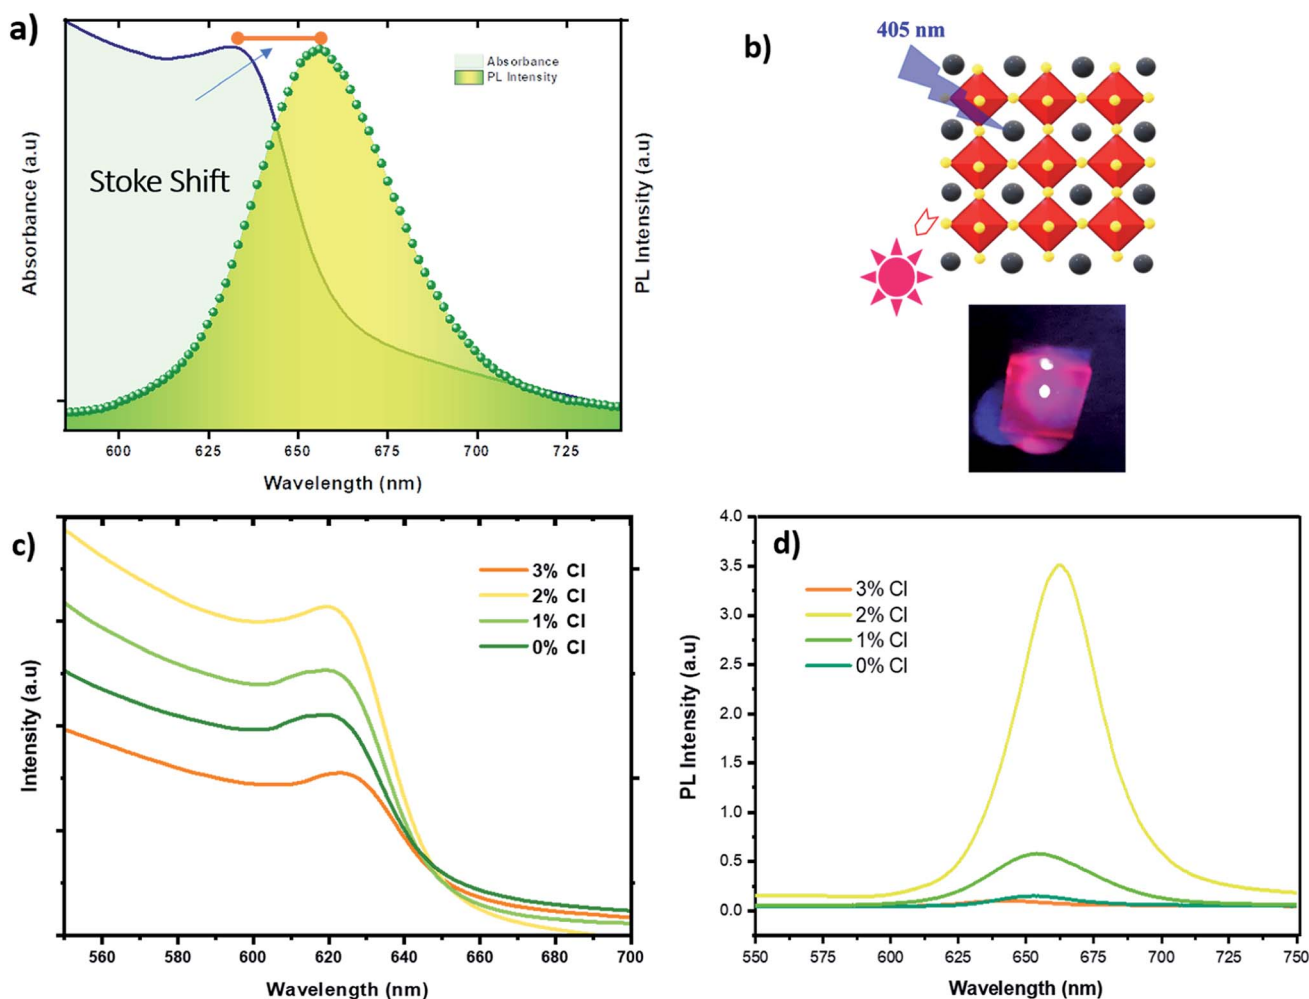 a)
Absorbance
PL Intensity
Stoke Shift
Absorbance (a.u)
PL Intensity (a.u)
600 625 650 675 700 725
Wavelength (nm)
b)
405 nm
c)
3% Cl
2% Cl
1% Cl
0% Cl
Intensity (a.u)
560 580 600 620 640 660 680 700
Wavelength (nm)
d)
3% Cl
2% Cl
1% Cl
0% Cl
PL Intensity (a.u)
4.0
3.5
3.0
2.5
2.0
1.5
1.0
0.5
0.0
550 575 600 625 650 675 700 725 750
Wavelength (nm)